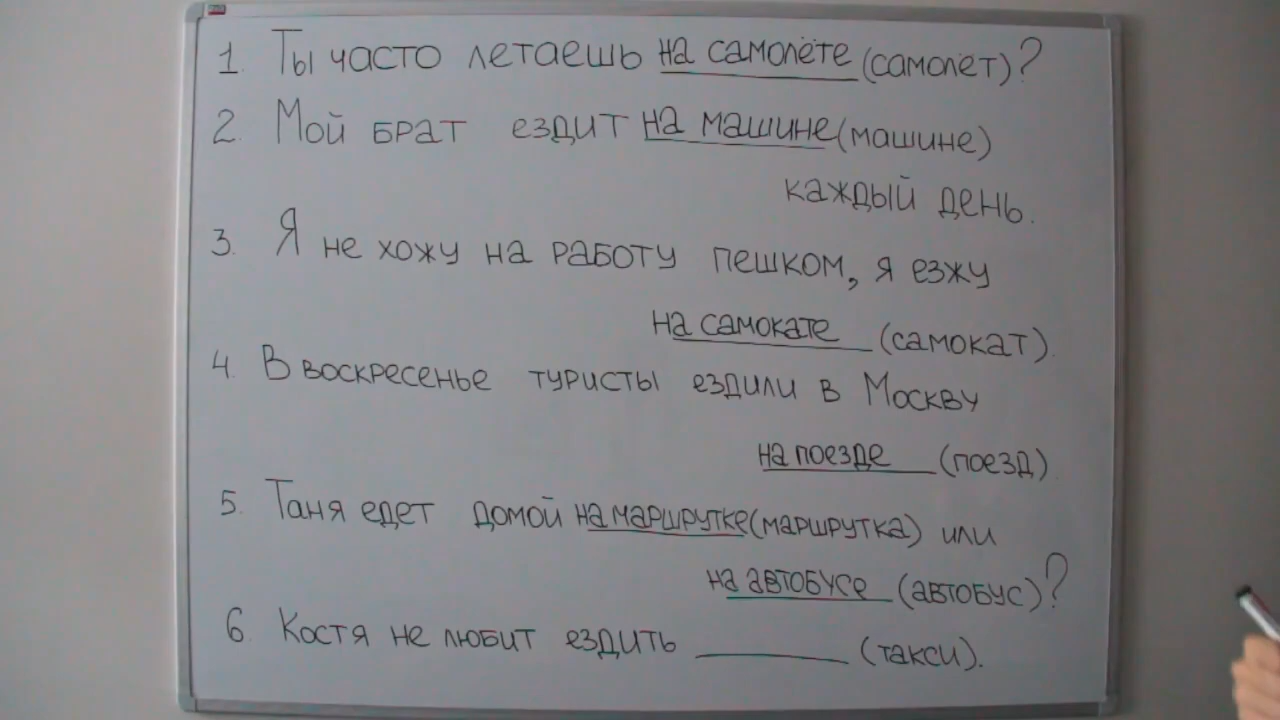 1. Ты часто летаешь на самолёте (самолёт)?
2. Мой брат ездит на машине (машине)
каждый день.
3. Я не хожу на работу пешком, я езжу
на самокате (самокат).
4. В воскресенье туристы ездили в Москву
на поезде (поезд)
5. Таня едет домой на маршрутке (маршрутка) или
на автобусе (автобус)?
6. Костя не любит ездить ________ (такси).